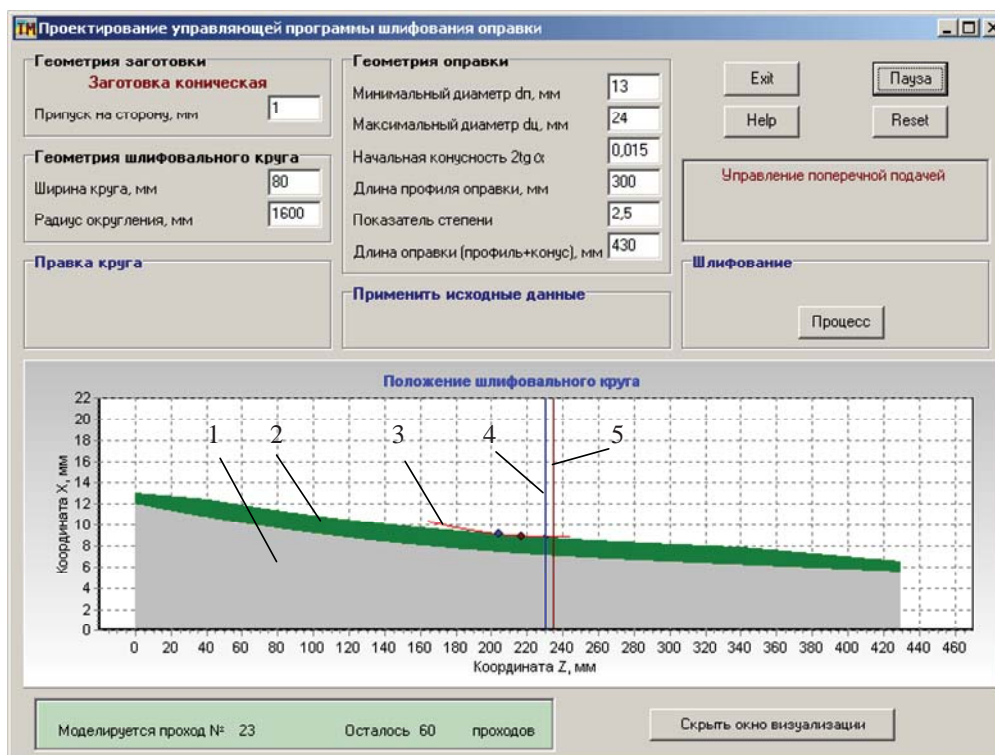 Проектирование управляющей программы шлифования оправки
Геометрия заготовки
Заготовка коническая
Припуск на сторону, мм 1
Геометрия шлифовального круга
Ширина круга, мм 80
Радиус округления, мм 1600
Правка круга
Геометрия оправки
Минимальный диаметр dп, мм 13
Максимальный диаметр dц, мм 24
Начальная конусность 2tg α 0,015
Длина профиля оправки, мм 300
Показатель степени 2,5
Длина оправки (профиль+конус), мм 430
Применить исходные данные
Exit Пауза
Help Reset
Управление поперечной подачей
Шлифование
Процесс
Положение шлифовального круга
Координата X, мм
22
20
18
16
14
12
10
8
6
4
2
0
1 2 3 4 5
0 20 40 60 80 100 120 140 160 180 200 220 240 260 280 300 320 340 360 380 400 420 440 460
Координата Z, мм
Моделируется проход № 23 Осталось 60 проходов
Скрыть окно визуализации